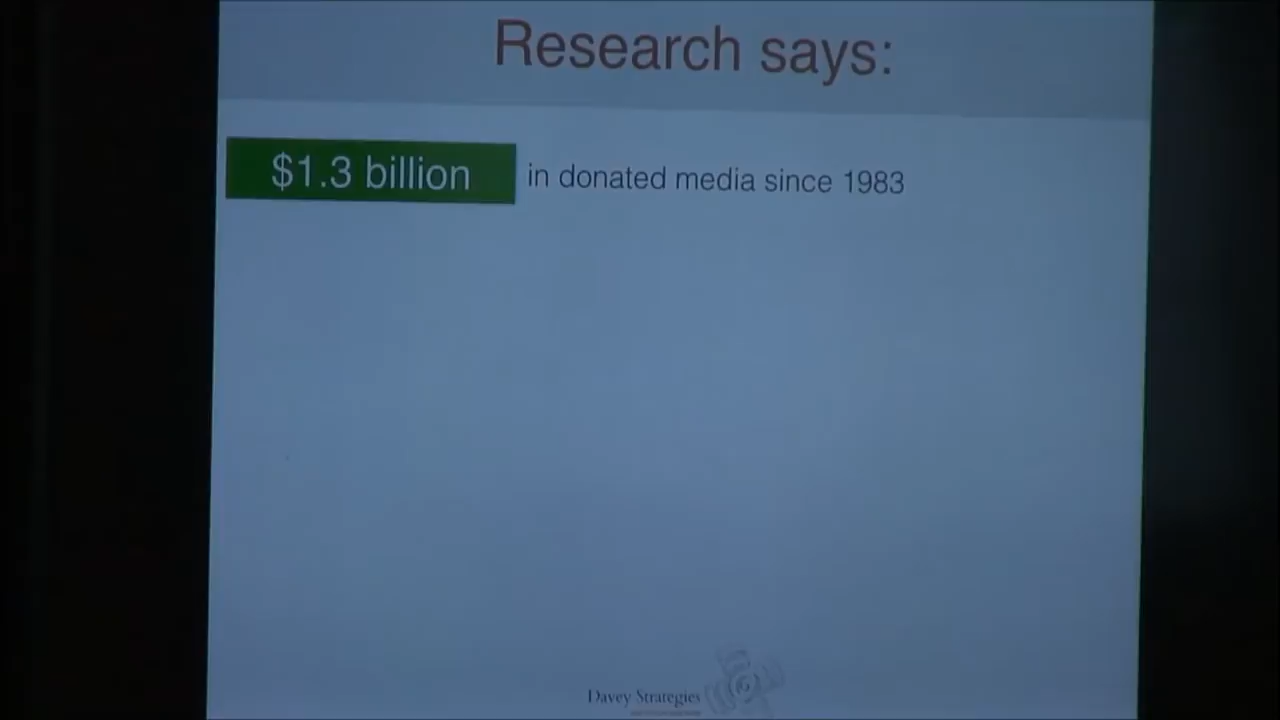 Research says:
$1.3 billion in donated media since 1983
Davey Strategies